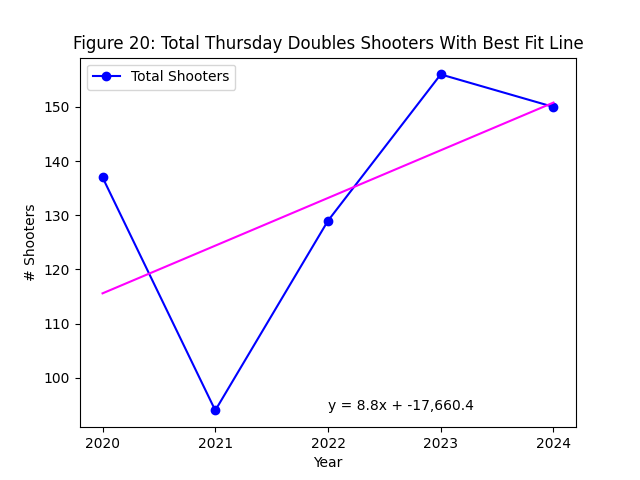 Figure 20: Total Thursday Doubles Shooters With Best Fit Line
Total Shooters
150
140
130
120
110
100
# Shooters
y = 8.8x + -17,660.4
2020 2021 2022 2023 2024
Year